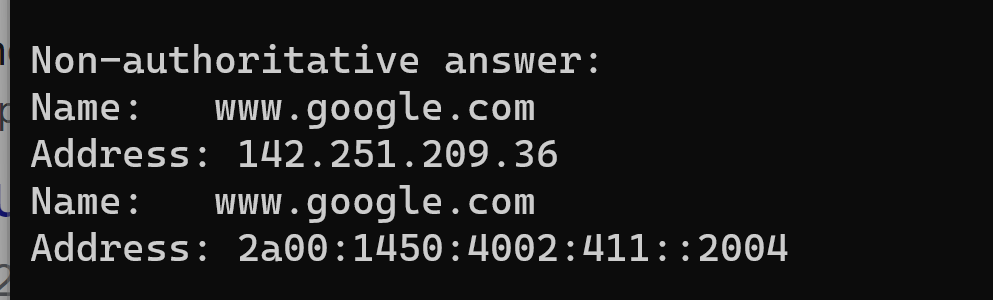 Non-authoritative answer:
Name:   www.google.com
Address: 142.251.209.36
Name:   www.google.com
Address: 2a00:1450:4002:411::2004